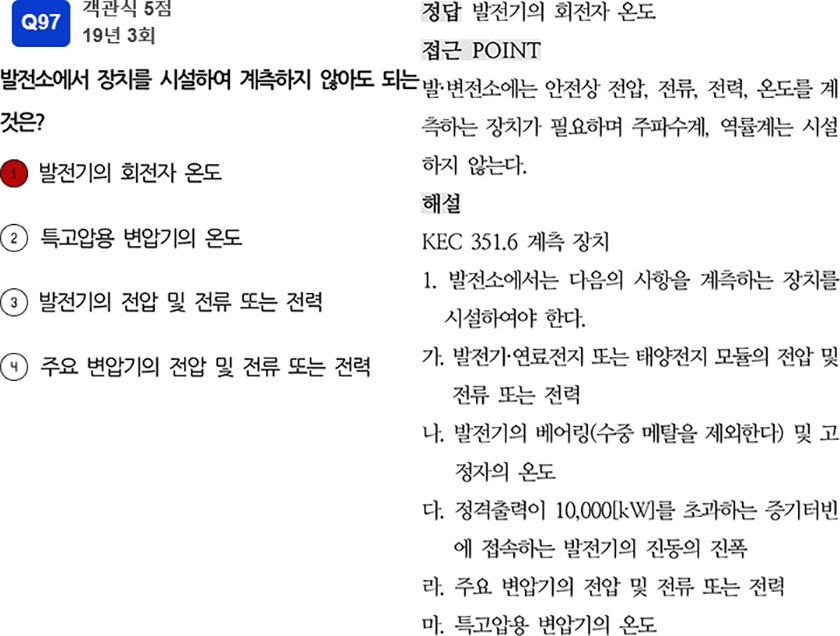 Q97
객관식 5점
19년 3회
발전소에서 장치를 시설하여 계측하지 않아도 되는
것은?
1 발전기의 회전자 온도
2 특고압용 변압기의 온도
3 발전기의 전압 및 전류 또는 전력
4 주요 변압기의 전압 및 전류 또는 전력
정답 발전기의 회전자 온도
접근 POINT
발·변전소에는 안전상 전압, 전류, 전력, 온도를 계
측하는 장치가 필요하며 주파수계, 역률계는 시설
하지 않는다.
해설
KEC 351.6 계측 장치
1. 발전소에서는 다음의 사항을 계측하는 장치를
시설하여야 한다.
가. 발전기·연료전지 또는 태양전지 모듈의 전압 및
전류 또는 전력
나. 발전기의 베어링(수중 메탈을 제외한다) 및 고
정자의 온도
다. 정격출력이 10,000[kW]를 초과하는 증기터빈
에 접속하는 발전기의 진동의 진폭
라. 주요 변압기의 전압 및 전류 또는 전력
마. 특고압용 변압기의 온도